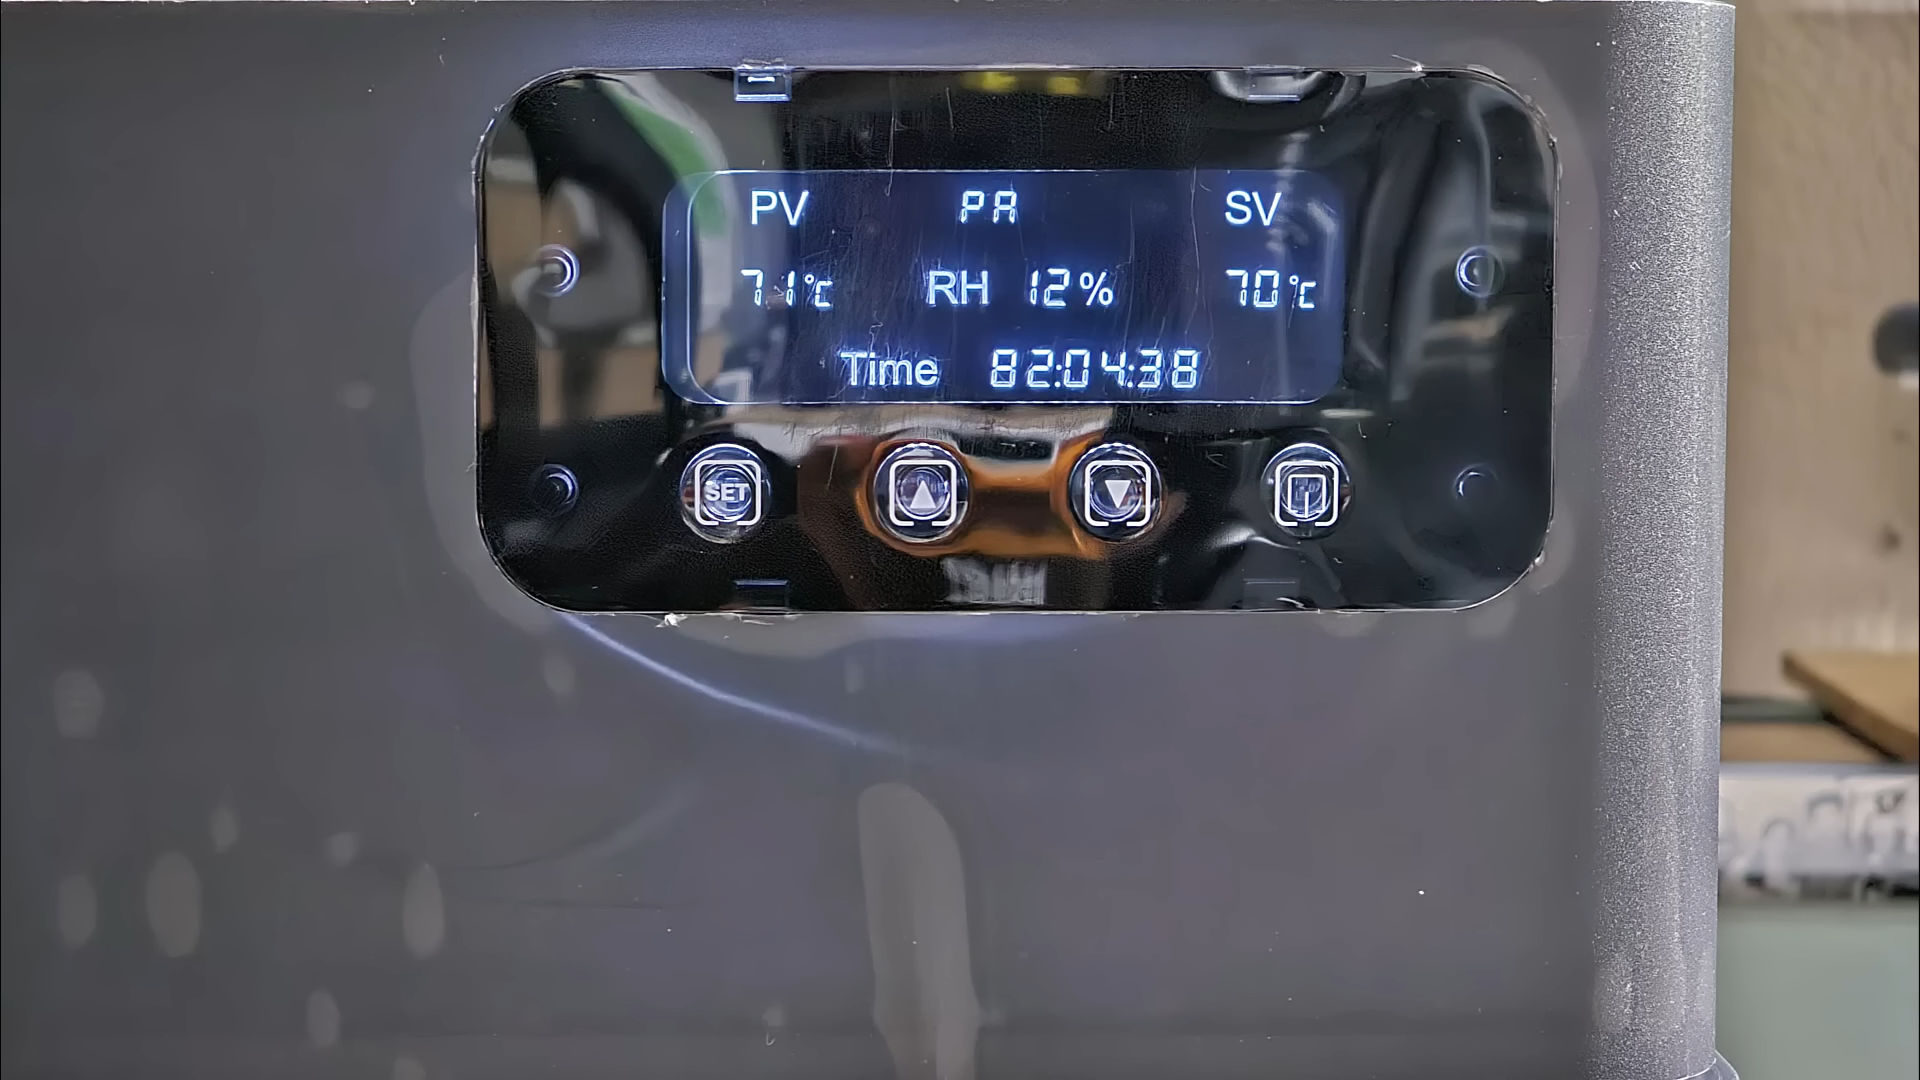 PV PA SV
71℃ RH 12% 70℃
Time 82:04:38
SET ▲ ▼